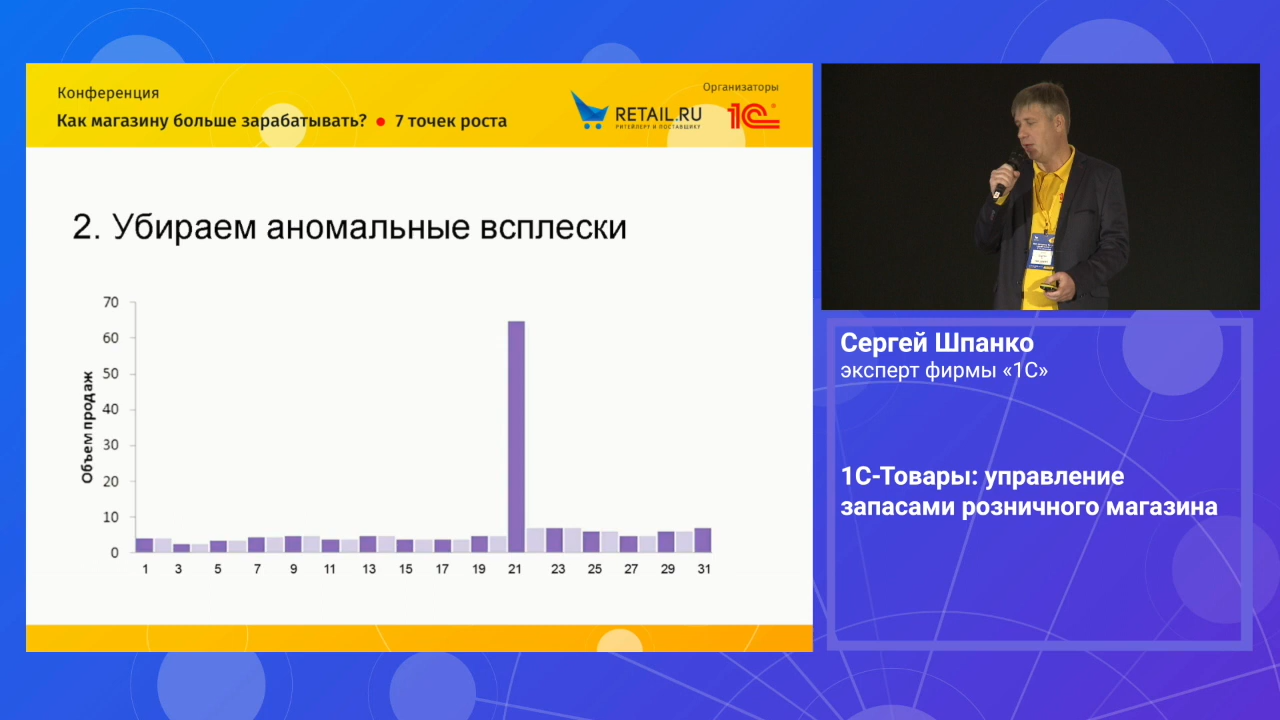 Конференция
Как магазину больше зарабатывать? • 7 точек роста
Организаторы
RETAIL.RU
РИТЕЙЛЕРУ И ПОСТАВЩИКУ
1С
2. Убираем аномальные всплески
Объем продаж
70
60
50
40
30
20
10
0
1 3 5 7 9 11 13 15 17 19 21 23 25 27 29 31
Сергей Шпанко
эксперт фирмы «1С»
1С-Товары: управление
запасами розничного магазина